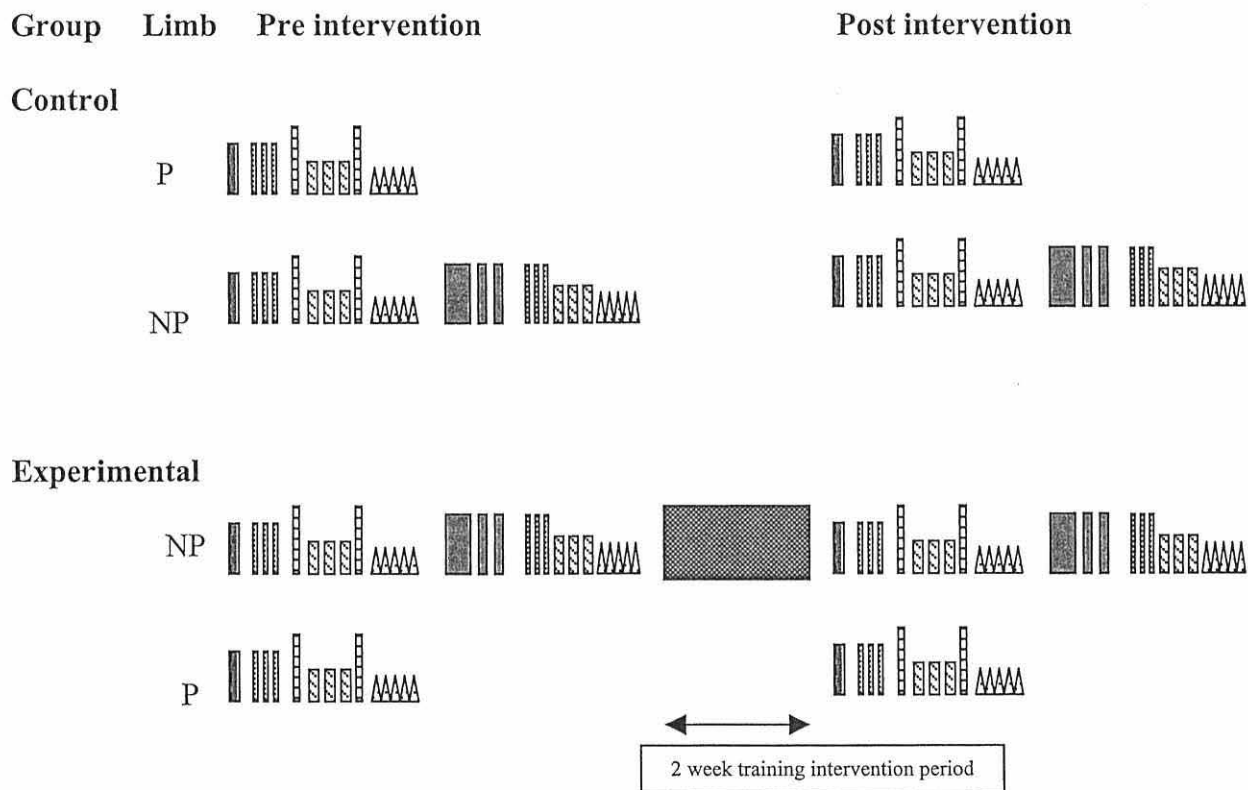 Group Limb Pre intervention Post intervention
Control
P
NP
Experimental
NP
P
2 week training intervention period